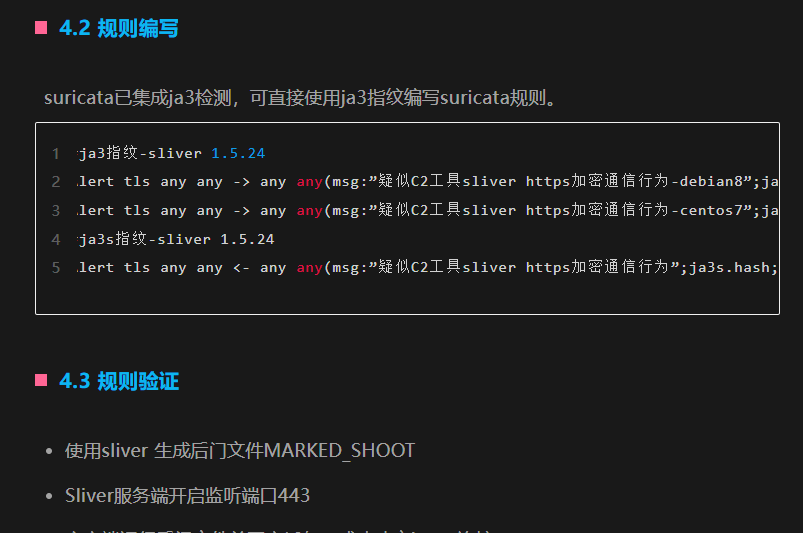 4.2 规则编写
suricata已集成ja3检测，可直接使用ja3指纹编写suricata规则。
1 ja3指纹-sliver 1.5.24
2 lert tls any any -> any any(msg:”疑似C2工具sliver https加密通信行为-debian8”;ja
3 lert tls any any -> any any(msg:”疑似C2工具sliver https加密通信行为-centos7”;ja
4 ja3s指纹-sliver 1.5.24
5 lert tls any any <- any any(msg:”疑似C2工具sliver https加密通信行为”;ja3s.hash;
4.3 规则验证
• 使用sliver 生成后门文件MARKED_SHOOT
• Sliver服务端开启监听端口443